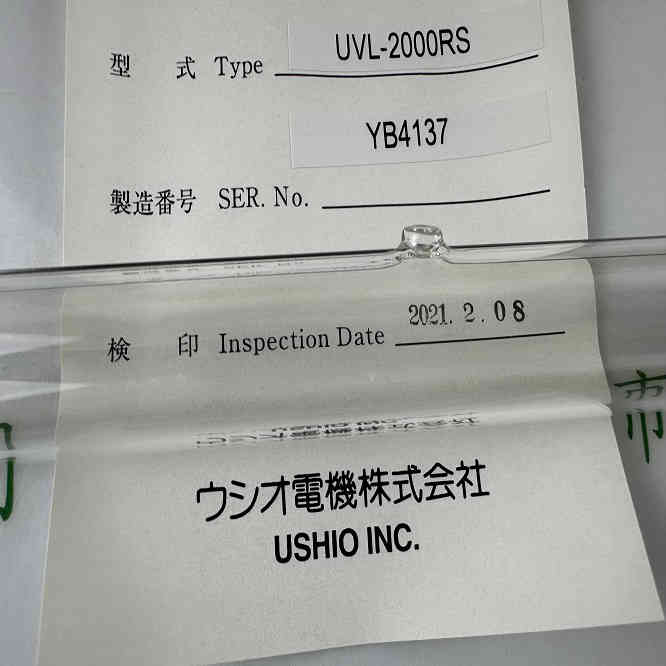 型 式 Type UVL-2000RS
YB4137
製造番号 SER. No.
検 印 Inspection Date 2021. 2. 08
ウシオ電機株式会社
USHIO INC.